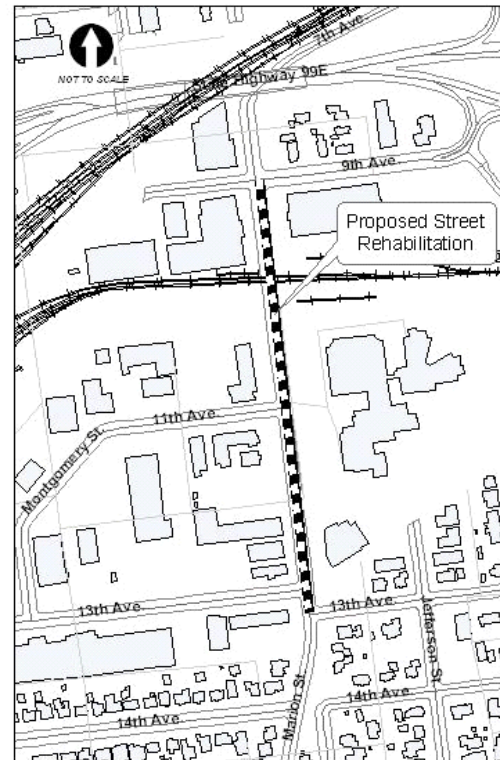 7th Ave.
NOT TO SCALE
State Highway 99E
9th Ave.
Proposed Street
Rehabilitation
11th Ave.
Montgomery St.
13th Ave.
13th Ave.
Jefferson St.
Marion St.
14th Ave.
14th Ave.